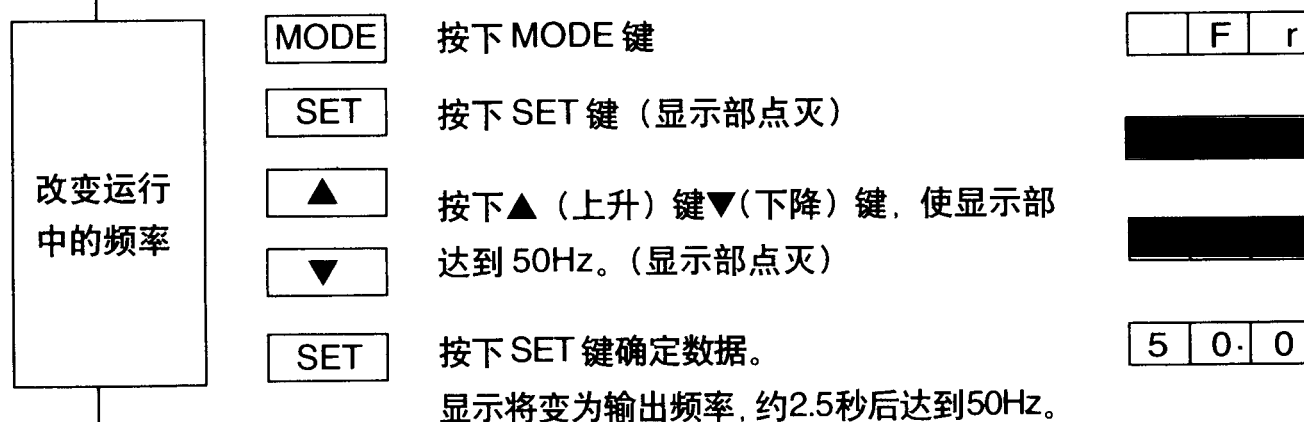 MODE 按下 MODE 键 F r
SET 按下 SET 键（显示部点灭）
改变运行
中的频率
▲ 按下▲（上升）键▼(下降）键, 使显示部
▼ 达到 50Hz。（显示部点灭）
SET 按下 SET 键确定数据。 5 0. 0
显示将变为输出频率, 约2.5秒后达到50Hz。